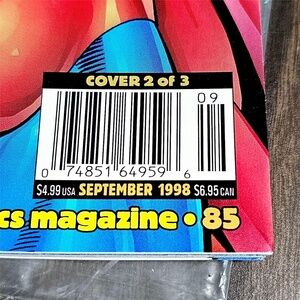 COVER 2 of 3
09
0 74851 64959 6
$4.99 USA SEPTEMBER 1998 $6.95 CAN
cs magazine • 85